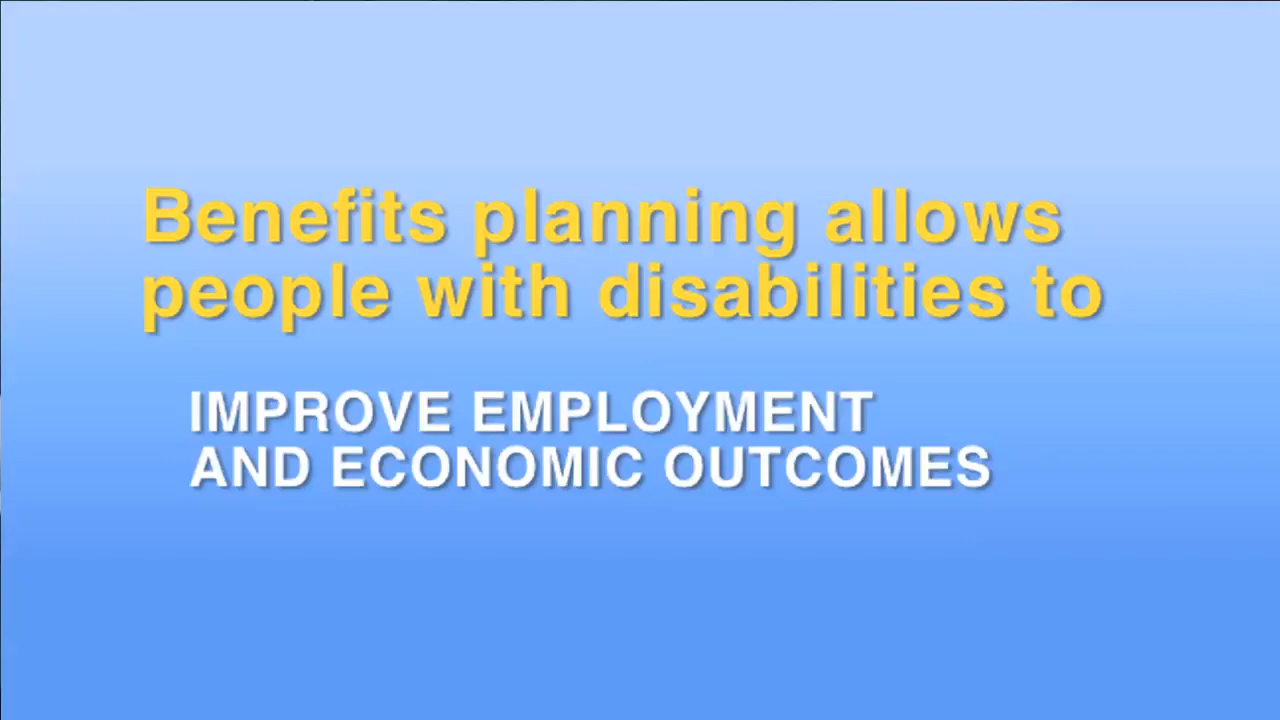 Benefits planning allows
people with disabilities to
IMPROVE EMPLOYMENT
AND ECONOMIC OUTCOMES